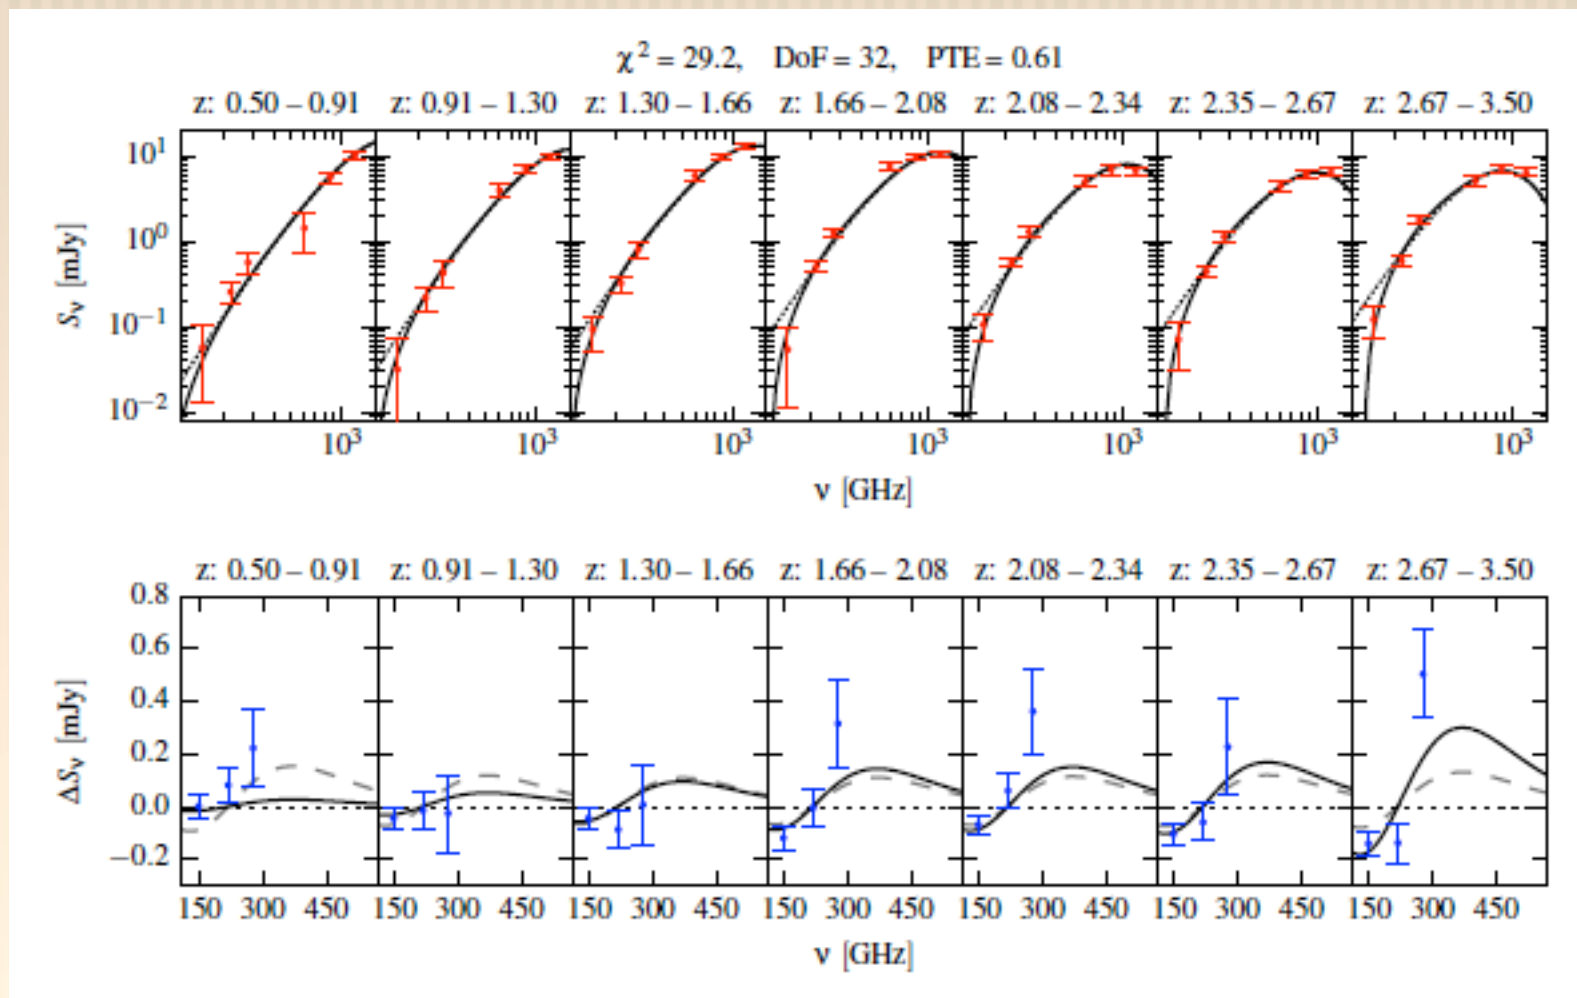 χ² = 29.2, DoF = 32, PTE = 0.61
z: 0.50 – 0.91 z: 0.91 – 1.30 z: 1.30 – 1.66 z: 1.66 – 2.08 z: 2.08 – 2.34 z: 2.35 – 2.67 z: 2.67 – 3.50
10¹
10⁰
10⁻¹
10⁻²
Sν [mJy]
10³ 10³ 10³ 10³ 10³ 10³ 10³
ν [GHz]
z: 0.50 – 0.91 z: 0.91 – 1.30 z: 1.30 – 1.66 z: 1.66 – 2.08 z: 2.08 – 2.34 z: 2.35 – 2.67 z: 2.67 – 3.50
0.8
0.6
0.4
0.2
0.0
−0.2
ΔSν [mJy]
150 300 450 150 300 450 150 300 450 150 300 450 150 300 450 150 300 450 150 300 450
ν [GHz]